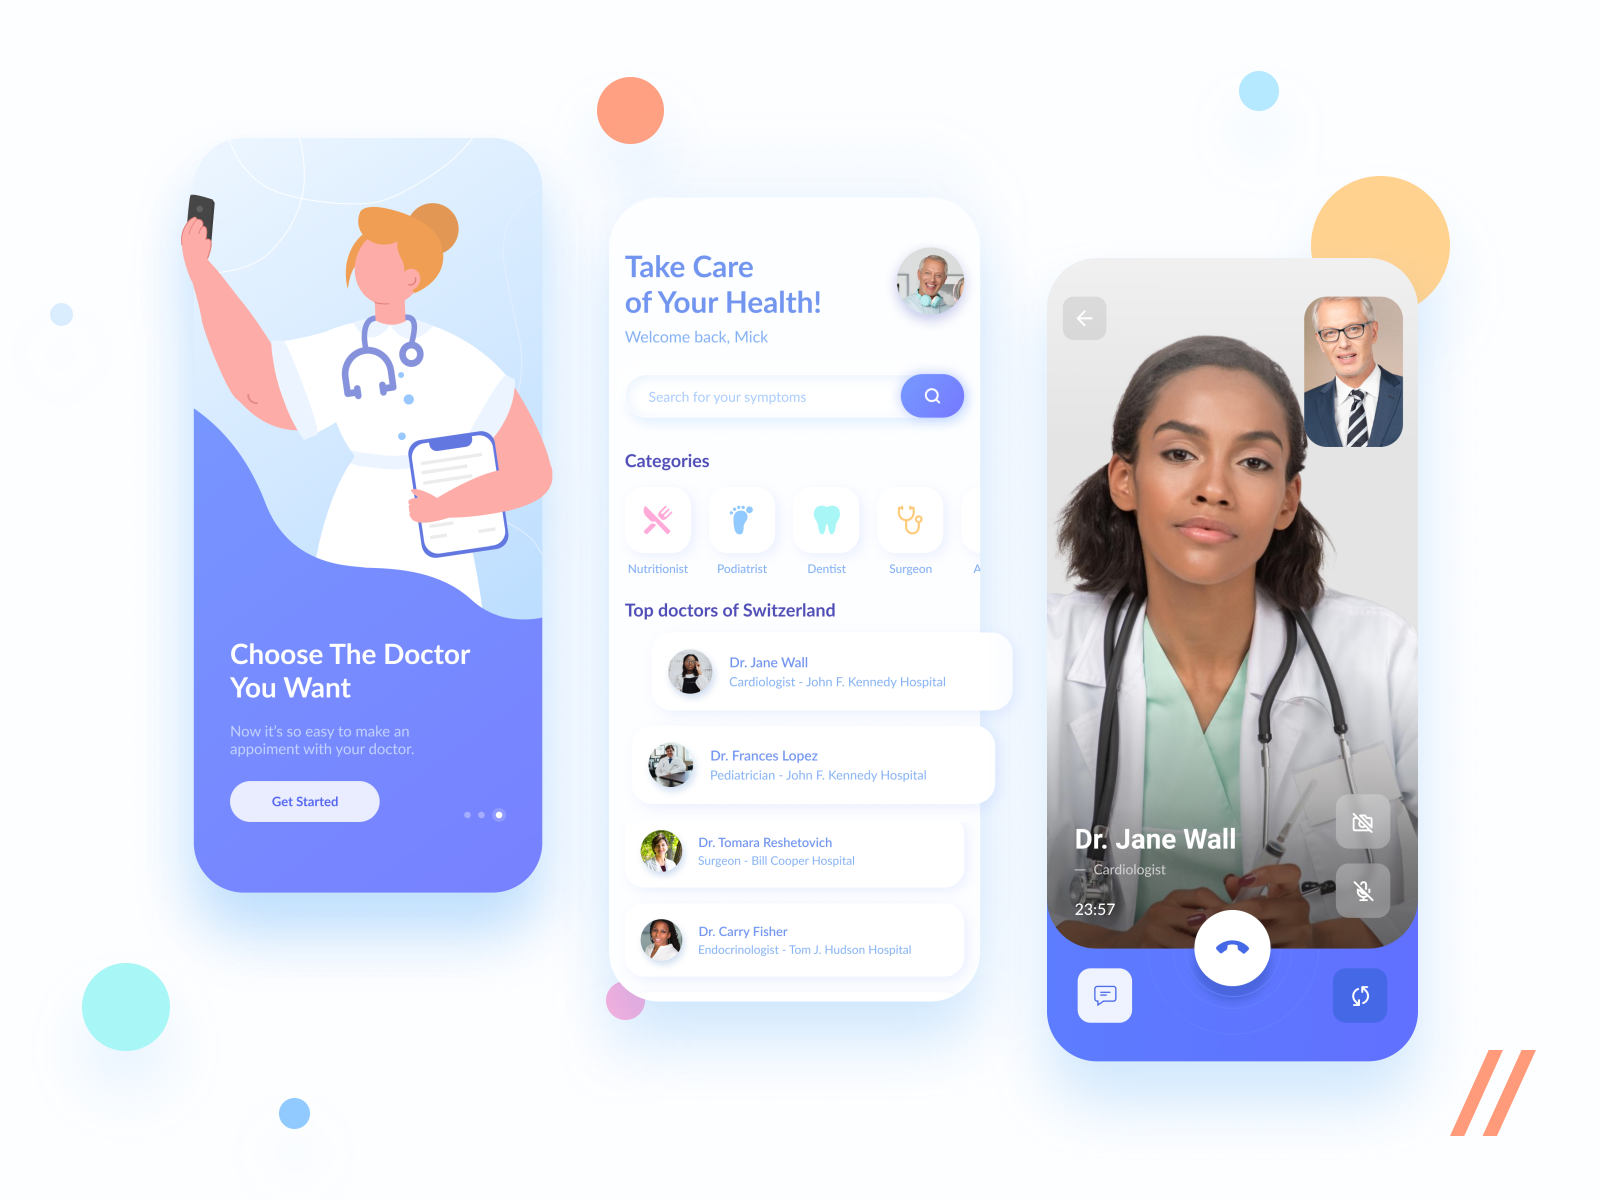 Choose The Doctor
You Want
Now it's so easy to make an
appoiment with your doctor.
Get Started
Take Care
of Your Health!
Welcome back, Mick
Search for your symptoms
Categories
Nutritionist
Podiatrist
Dentist
Surgeon
A
Top doctors of Switzerland
Dr. Jane Wall
Cardiologist - John F. Kennedy Hospital
Dr. Frances Lopez
Pediatrician - John F. Kennedy Hospital
Dr. Tomara Reshetovich
Surgeon - Bill Cooper Hospital
Dr. Carry Fisher
Endocrinologist - Tom J. Hudson Hospital
Dr. Jane Wall
— Cardiologist
23:57